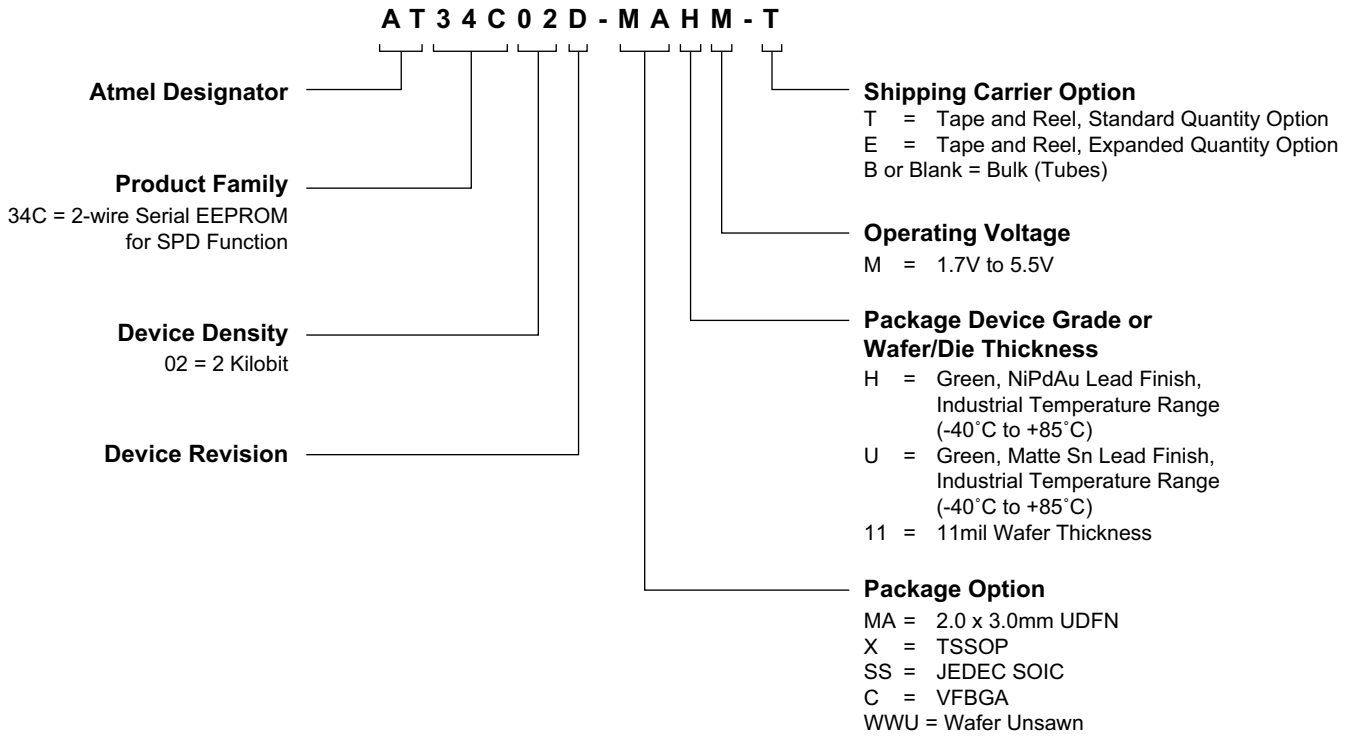 A T 3 4 C 0 2 D - M A H M - T
Atmel Designator
Product Family
34C = 2-wire Serial EEPROM
for SPD Function
Device Density
02 = 2 Kilobit
Device Revision
Shipping Carrier Option
T = Tape and Reel, Standard Quantity Option
E = Tape and Reel, Expanded Quantity Option
B or Blank = Bulk (Tubes)
Operating Voltage
M = 1.7V to 5.5V
Package Device Grade or
Wafer/Die Thickness
H = Green, NiPdAu Lead Finish,
Industrial Temperature Range
(-40˚C to +85˚C)
U = Green, Matte Sn Lead Finish,
Industrial Temperature Range
(-40˚C to +85˚C)
11 = 11mil Wafer Thickness
Package Option
MA = 2.0 x 3.0mm UDFN
X = TSSOP
SS = JEDEC SOIC
C = VFBGA
WWU = Wafer Unsawn